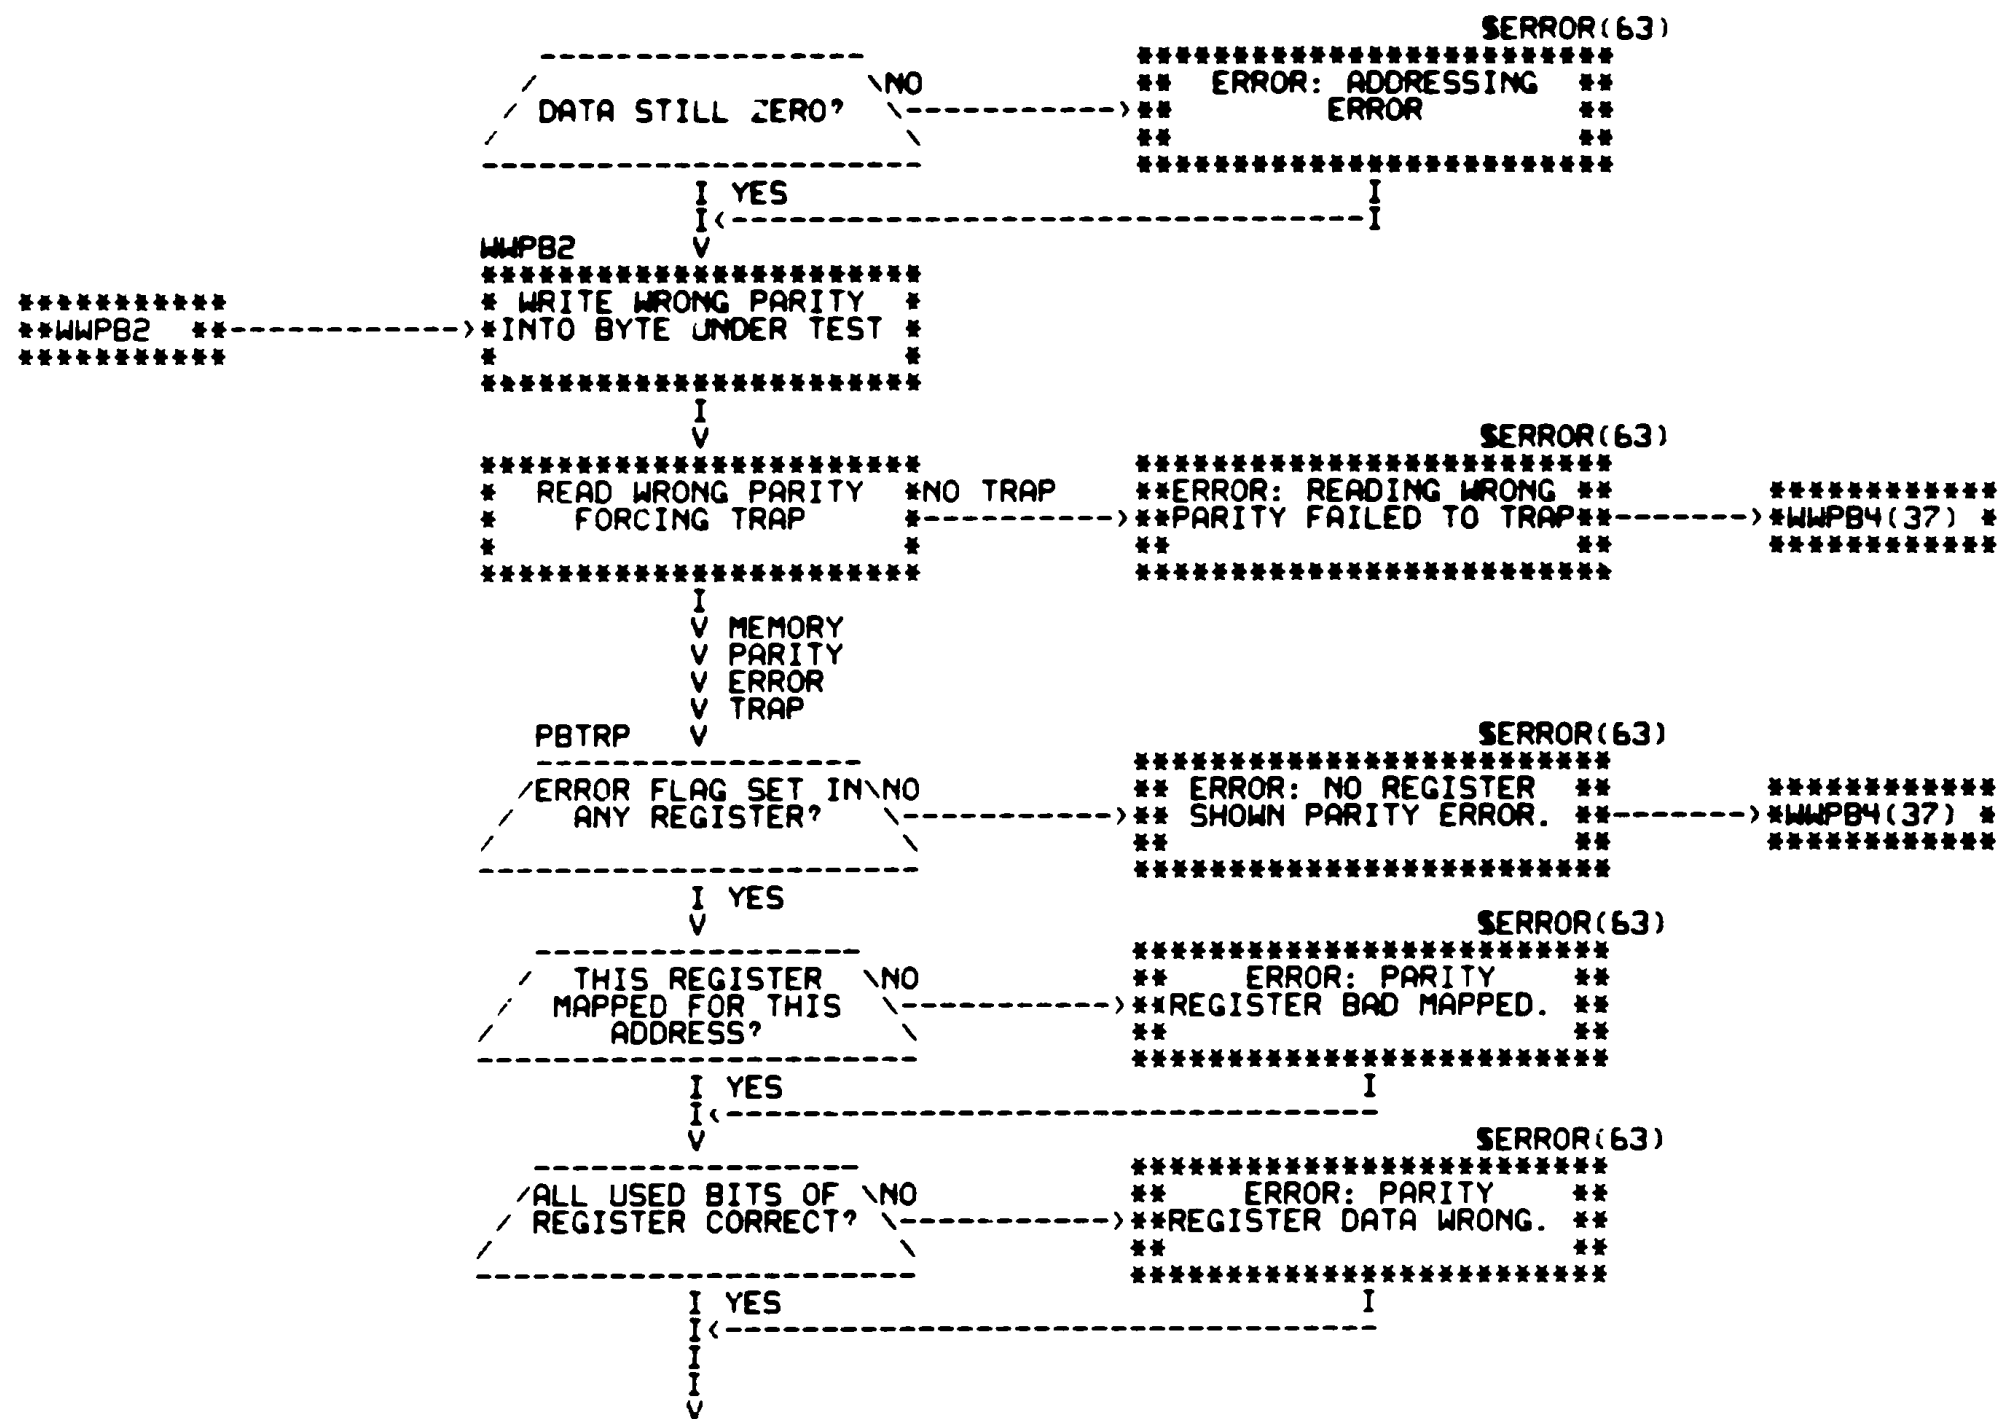 $ERROR(63)
NO
ERROR: ADDRESSING
DATA STILL ZERO?
ERROR
YES
WWPB2
WRITE WRONG PARITY
WWPB2
INTO BYTE UNDER TEST
$ERROR(63)
READ WRONG PARITY
NO TRAP
ERROR: READING WRONG
FORCING TRAP
PARITY FAILED TO TRAP
WWPB4(37)
MEMORY
PARITY
ERROR
TRAP
PBTRP
$ERROR(63)
ERROR FLAG SET IN
NO
ERROR: NO REGISTER
ANY REGISTER?
SHOWN PARITY ERROR.
WWPB4(37)
YES
$ERROR(63)
THIS REGISTER
NO
ERROR: PARITY
MAPPED FOR THIS
REGISTER BAD MAPPED.
ADDRESS?
YES
$ERROR(63)
ALL USED BITS OF
NO
ERROR: PARITY
REGISTER CORRECT?
REGISTER DATA WRONG.
YES